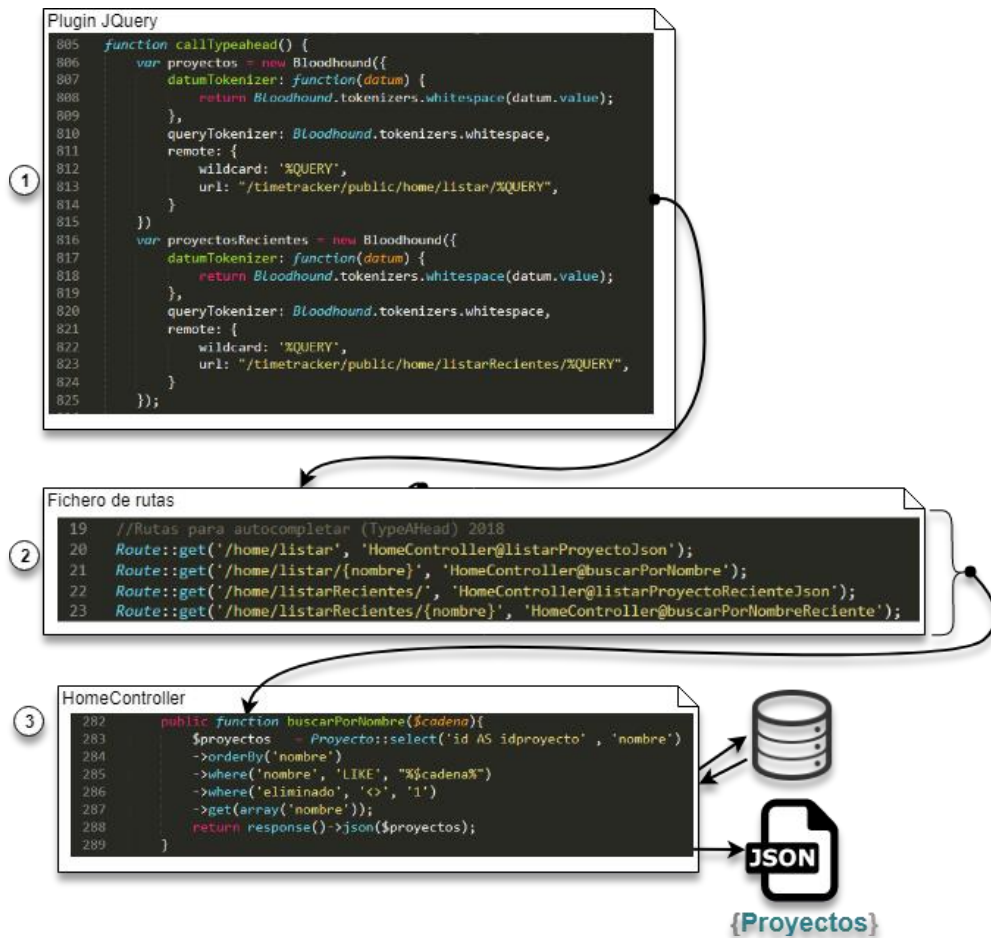 Plugin JQuery
805 function callTypeahead() {
806 var proyectos = new Bloodhound({
807 datumTokenizer: function(datum) {
808 return Bloodhound.tokenizers.whitespace(datum.value);
809 },
810 queryTokenizer: Bloodhound.tokenizers.whitespace,
811 remote: {
812 wildcard: '%QUERY',
813 url: "/timetracker/public/home/listar/%QUERY",
814 }
815 })
816 var proyectosRecientes = new Bloodhound({
817 datumTokenizer: function(datum) {
818 return Bloodhound.tokenizers.whitespace(datum.value);
819 },
820 queryTokenizer: Bloodhound.tokenizers.whitespace,
821 remote: {
822 wildcard: '%QUERY',
823 url: "/timetracker/public/home/listarRecientes/%QUERY",
824 }
825 });
1
Fichero de rutas
19 //Rutas para autocompletar (TypeAHead) 2018
20 Route::get('/home/listar', 'HomeController@listarProyectoJson');
21 Route::get('/home/listar/{nombre}', 'HomeController@buscarPorNombre');
22 Route::get('/home/listarRecientes/', 'HomeController@listarProyectoRecienteJson');
23 Route::get('/home/listarRecientes/{nombre}', 'HomeController@buscarPorNombreReciente');
2
HomeController
3
282 public function buscarPorNombre($cadena){
283 $proyectos = Proyecto::select('id AS idproyecto' , 'nombre')
284 ->orderBy('nombre')
285 ->where('nombre', 'LIKE', "%$cadena%")
286 ->where('eliminado', '<>', '1')
287 ->get(array('nombre'));
288 return response()->json($proyectos);
289 }
JSON
{Proyectos}